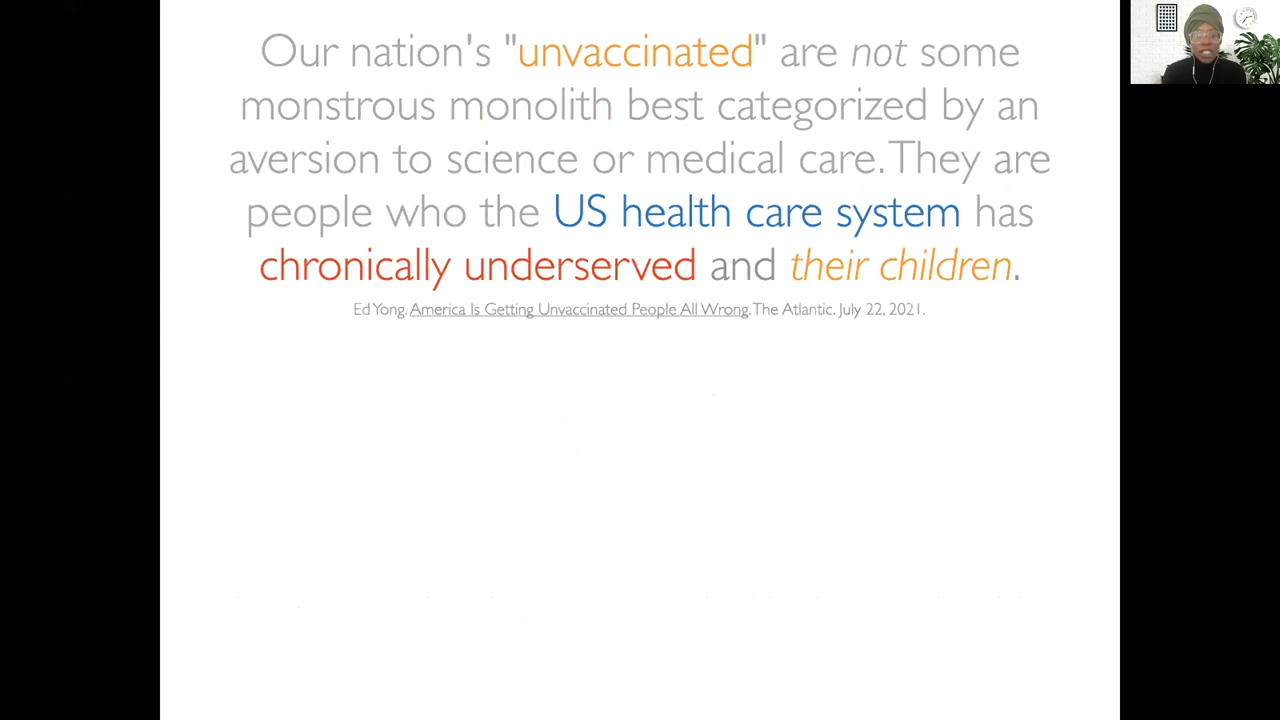 Our nation's "unvaccinated" are not some
monstrous monolith best categorized by an
aversion to science or medical care. They are
people who the US health care system has
chronically underserved and their children.
Ed Yong. America Is Getting Unvaccinated People All Wrong. The Atlantic. July 22, 2021.